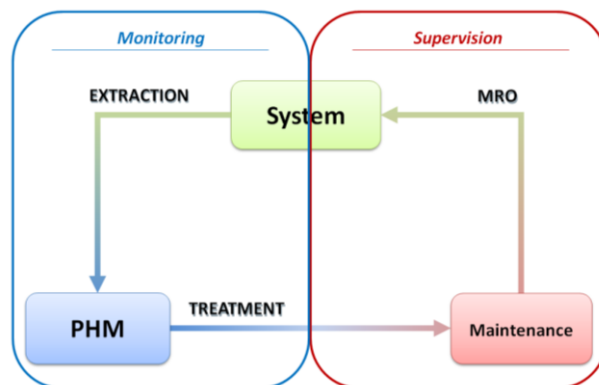 Monitoring
Supervision
EXTRACTION
System
MRO
PHM
TREATMENT
Maintenance